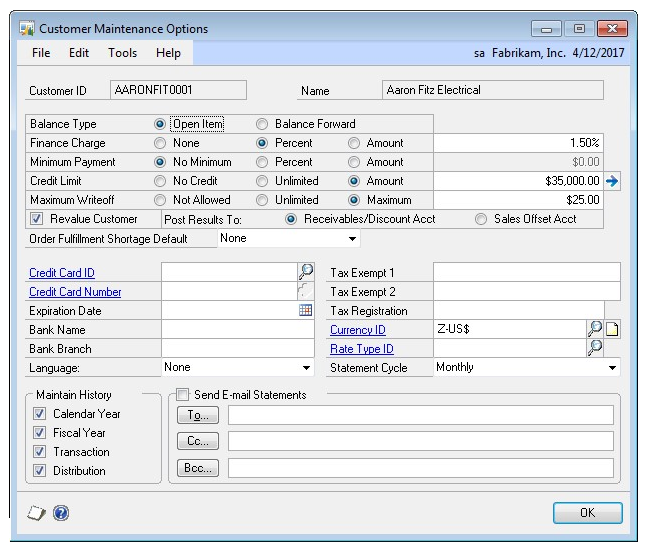 Customer Maintenance Options
File Edit Tools Help sa Fabrikam, Inc. 4/12/2017
Customer ID AARONFIT0001 Name Aaron Fitz Electrical
Balance Type Open Item Balance Forward
Finance Charge None Percent Amount 1.50%
Minimum Payment No Minimum Percent Amount $0.00
Credit Limit No Credit Unlimited Amount $35,000.00
Maximum Writeoff Not Allowed Unlimited Maximum $25.00
Revalue Customer Post Results To: Receivables/Discount Acct Sales Offset Acct
Order Fulfillment Shortage Default None
Credit Card ID Tax Exempt 1
Credit Card Number Tax Exempt 2
Expiration Date Tax Registration
Bank Name Currency ID Z-US$
Bank Branch Rate Type ID
Language: None Statement Cycle Monthly
Maintain History Send E-mail Statements
Calendar Year To...
Fiscal Year
Transaction Cc...
Distribution Bcc...
OK